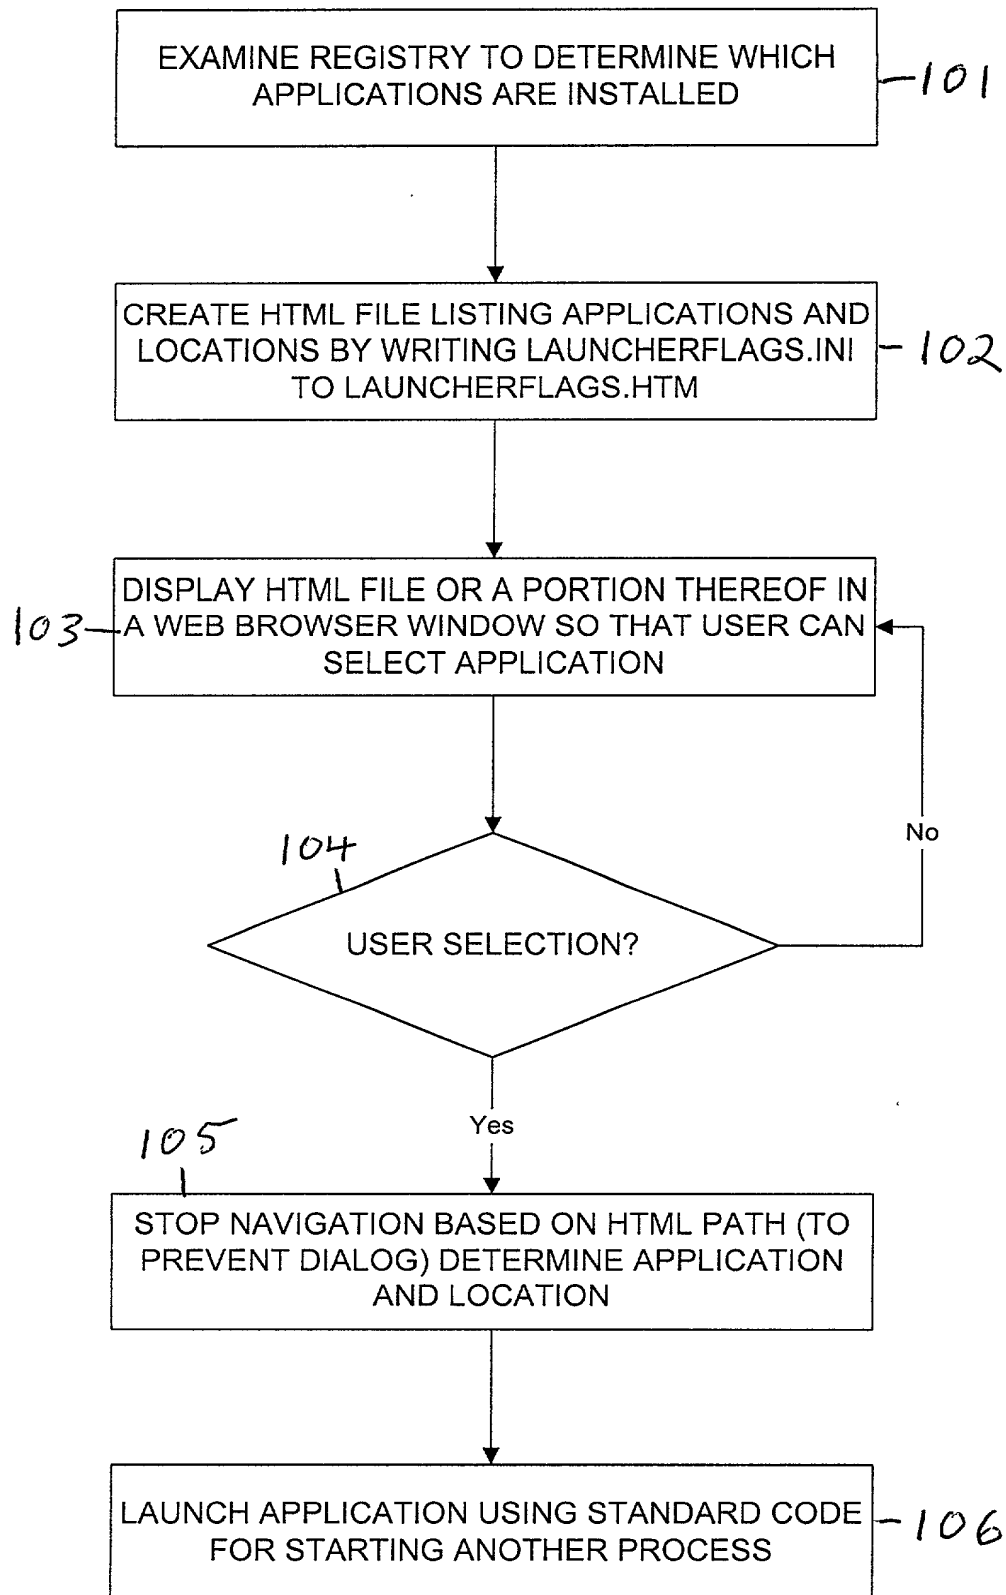 EXAMINE REGISTRY TO DETERMINE WHICH
APPLICATIONS ARE INSTALLED
101
CREATE HTML FILE LISTING APPLICATIONS AND
LOCATIONS BY WRITING LAUNCHERFLAGS.INI
TO LAUNCHERFLAGS.HTM
102
DISPLAY HTML FILE OR A PORTION THEREOF IN
A WEB BROWSER WINDOW SO THAT USER CAN
SELECT APPLICATION
103
No
104
USER SELECTION?
Yes
105
STOP NAVIGATION BASED ON HTML PATH (TO
PREVENT DIALOG) DETERMINE APPLICATION
AND LOCATION
LAUNCH APPLICATION USING STANDARD CODE
FOR STARTING ANOTHER PROCESS
106